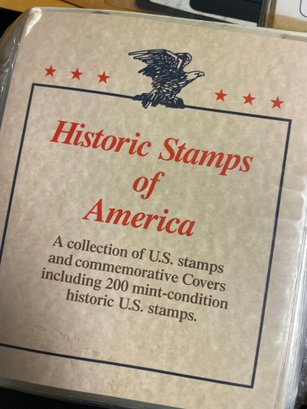 Historic Stamps
of
America
A collection of U.S. stamps
and commemorative Covers
including 200 mint-condition
historic U.S. stamps.